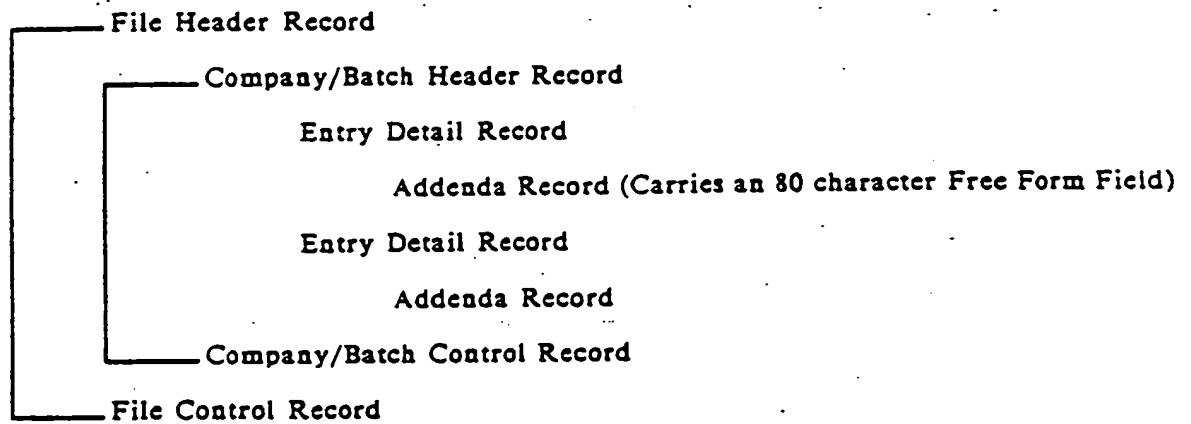 File Header Record
Company/Batch Header Record
Entry Detail Record
Addenda Record (Carries an 80 character Free Form Field)
Entry Detail Record
Addenda Record
Company/Batch Control Record
File Control Record